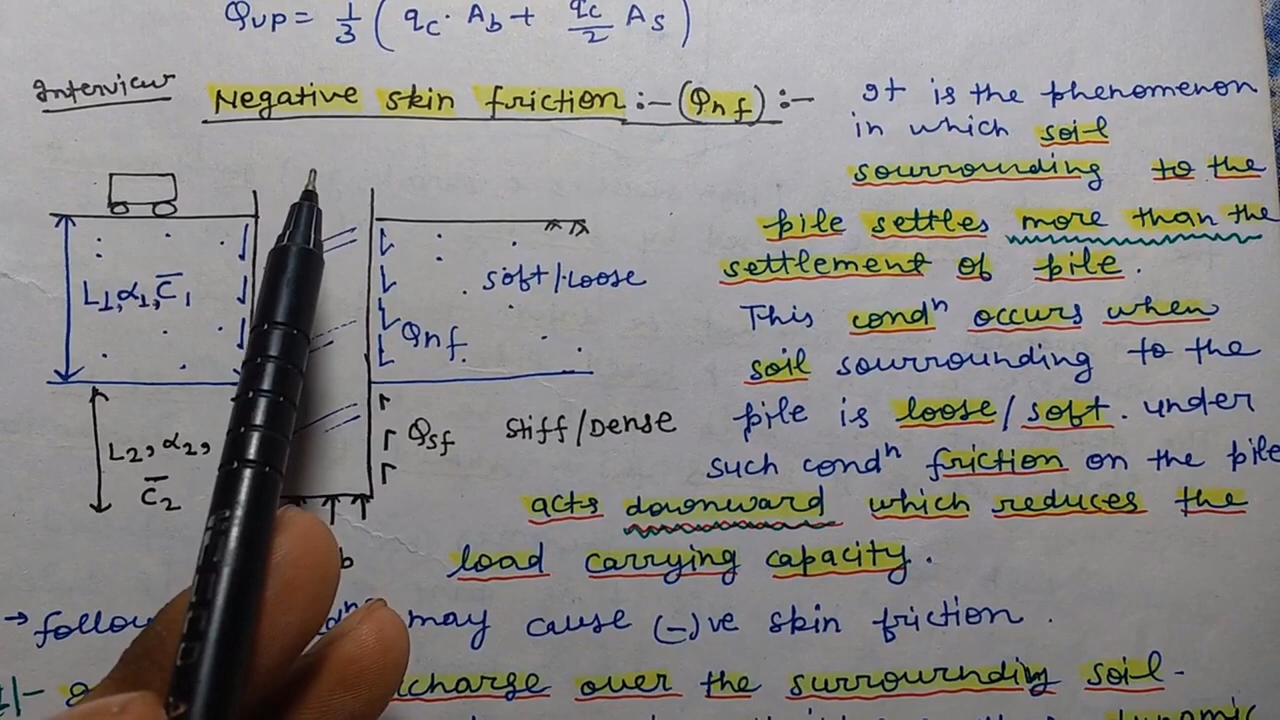 Qup = 1/3 ( qc · Ab + qc/2 As )
Interview
Negative skin friction :- (Qnf) :-
It is the phenomenon
in which soil
sourrounding to the
pile settles more than the
settlement of pile.
This condⁿ occurs when
soil sourrounding to the
pile is loose/soft. under
such condⁿ friction on the pile
acts downward which reduces the
load carrying capacity.
L1, α1, C̄1
soft/loose
Qnf
L2, α2,
C̄2
Qsf
stiff/Dense
b
→ follow may cause (-)ve skin friction.
1)- charge over the surrounding soil-
dynamic